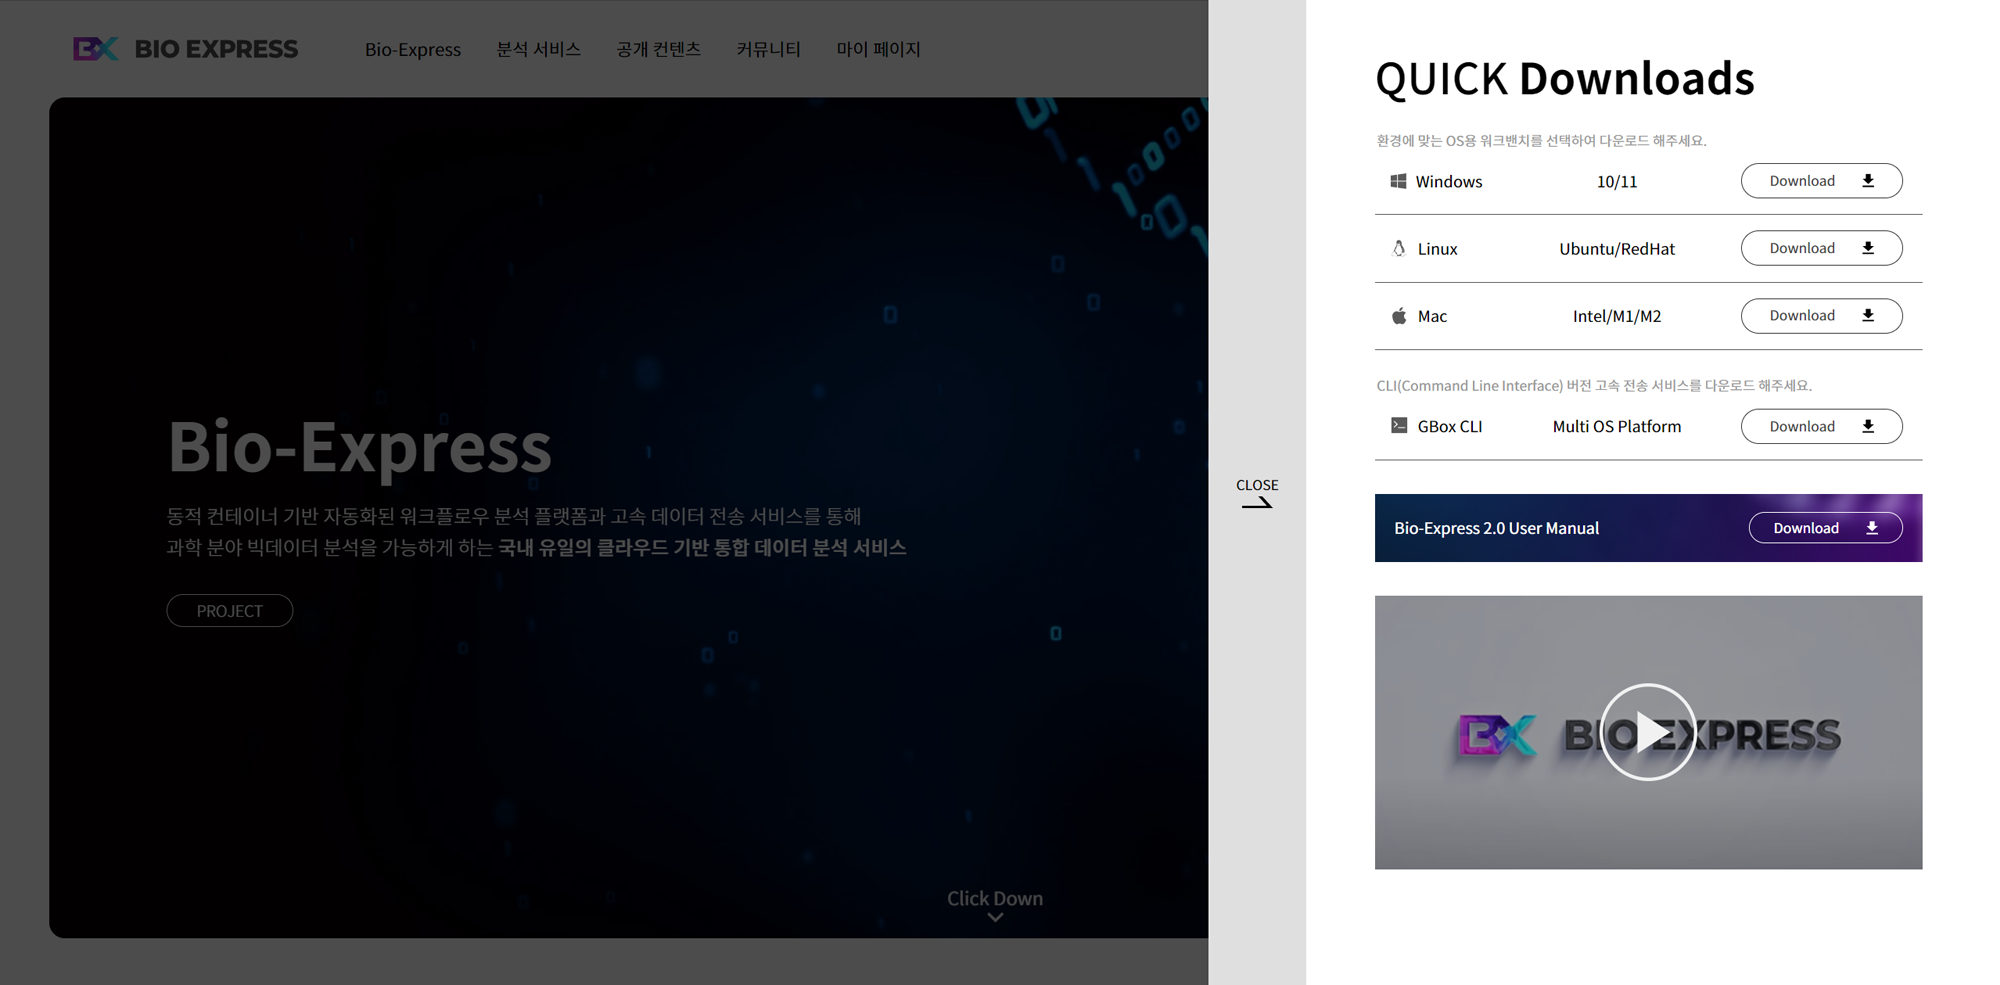 BIO EXPRESS
Bio-Express 분석 서비스 공개 컨텐츠 커뮤니티 마이 페이지
Bio-Express
동적 컨테이너 기반 자동화된 워크플로우 분석 플랫폼과 고속 데이터 전송 서비스를 통해
과학 분야 빅데이터 분석을 가능하게 하는 국내 유일의 클라우드 기반 통합 데이터 분석 서비스
PROJECT
Click Down
CLOSE
QUICK Downloads
환경에 맞는 OS용 워크밴치를 선택하여 다운로드 해주세요.
Windows 10/11 Download
Linux Ubuntu/RedHat Download
Mac Intel/M1/M2 Download
CLI(Command Line Interface) 버전 고속 전송 서비스를 다운로드 해주세요.
GBox CLI Multi OS Platform Download
Bio-Express 2.0 User Manual Download
BIO EXPRESS